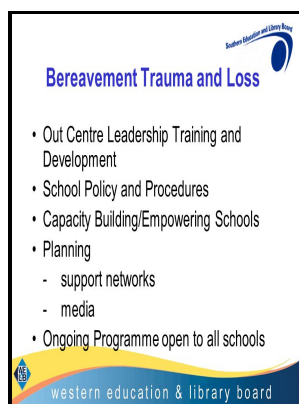 Southern Education and Library Board
Bereavement Trauma and Loss
• Out Centre Leadership Training and
Development
• School Policy and Procedures
• Capacity Building/Empowering Schools
• Planning
- support networks
- media
• Ongoing Programme open to all schools
western education & library board